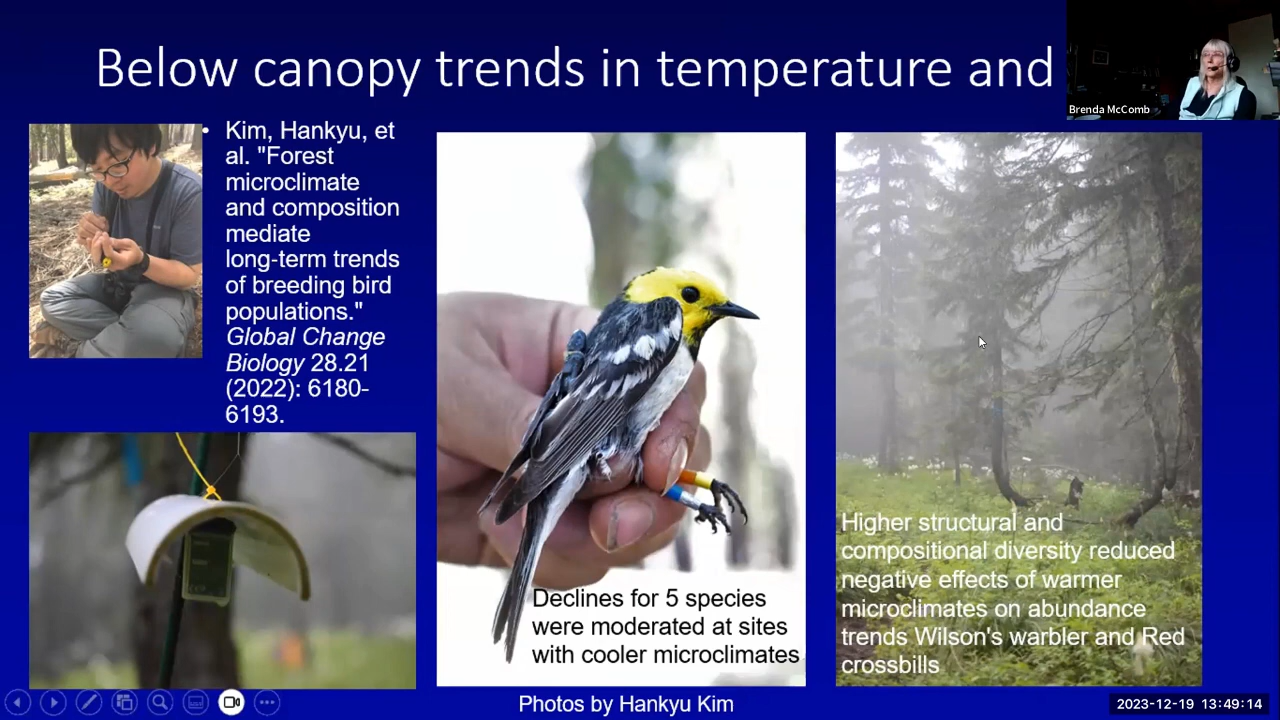 Below canopy trends in temperature and
Brenda McComb
• Kim, Hankyu, et
al. "Forest
microclimate
and composition
mediate
long-term trends
of breeding bird
populations."
Global Change
Biology 28.21
(2022): 6180-
6193.
Declines for 5 species
were moderated at sites
with cooler microclimates
Higher structural and
compositional diversity reduced
negative effects of warmer
microclimates on abundance
trends Wilson's warbler and Red
crossbills
Photos by Hankyu Kim
2023-12-19 13:49:14